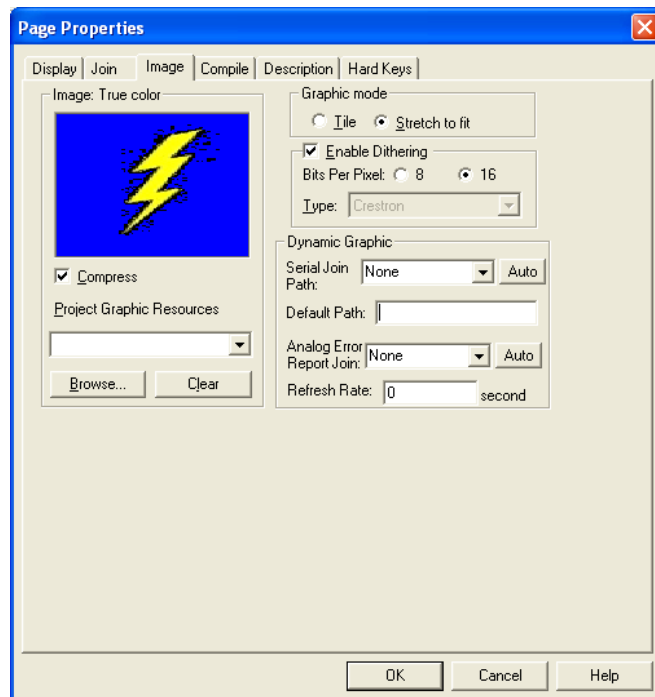 Page Properties
Display Join Image Compile Description Hard Keys
Image: True color
Compress
Project Graphic Resources
Browse... Clear
Graphic mode
Tile Stretch to fit
Enable Dithering
Bits Per Pixel: 8 16
Type: Crestron
Dynamic Graphic
Serial Join Path: None Auto
Default Path:
Analog Error Report Join: None Auto
Refresh Rate: 0 second
OK Cancel Help